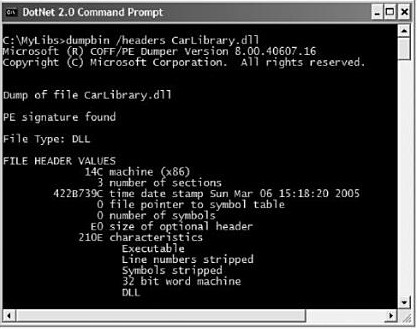 DotNet 2.0 Command Prompt
C:\MyLibs>dumpbin /headers CarLibrary.dll
Microsoft (R) COFF/PE Dumper Version 8.00.40607.16
Copyright (C) Microsoft Corporation.  All rights reserved.
Dump of file CarLibrary.dll
PE signature found
File Type: DLL
FILE HEADER VALUES
14C machine (x86)
3 number of sections
422B739C time date stamp Sun Mar 06 15:18:20 2005
0 file pointer to symbol table
0 number of symbols
E0 size of optional header
210E characteristics
Executable
Line numbers stripped
Symbols stripped
32 bit word machine
DLL